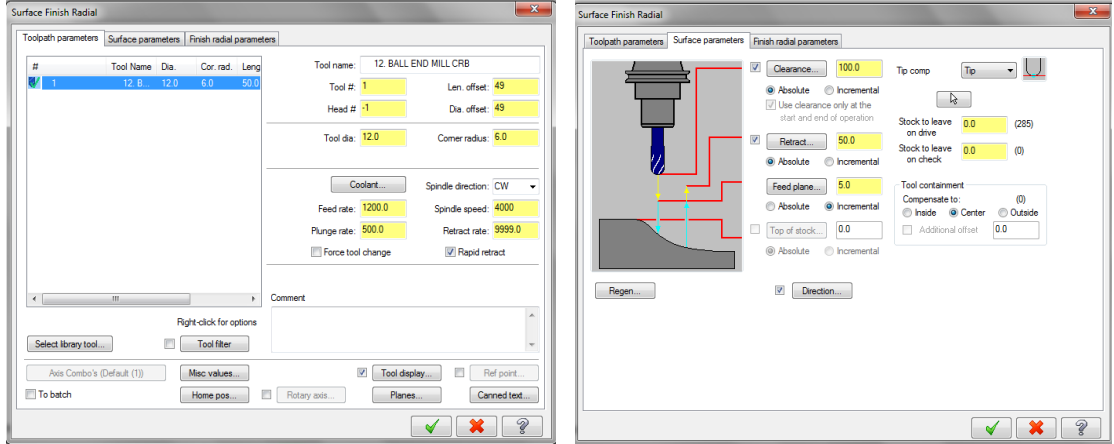 Surface Finish Radial
Toolpath parameters Surface parameters Finish radial parameters
# Tool Name Dia. Cor. rad. Leng
1 12. B... 12.0 6.0 50.0
Tool name: 12. BALL END MILL CRB
Tool #: 1 Len. offset: 49
Head # -1 Dia. offset: 49
Tool dia: 12.0 Corner radius: 6.0
Coolant... Spindle direction: CW
Feed rate: 1200.0 Spindle speed: 4000
Plunge rate: 500.0 Retract rate: 9999.0
Force tool change Rapid retract
Comment
Right-click for options
Select library tool... Tool filter
Axis Combo's (Default (1)) Misc values... Tool display... Ref point...
To batch Home pos... Rotary axis... Planes... Canned text...
Surface Finish Radial
Toolpath parameters Surface parameters Finish radial parameters
Clearance... 100.0 Tip comp Tip
Absolute Incremental
Use clearance only at the
start and end of operation
Stock to leave
on drive 0.0 (285)
Retract... 50.0
Stock to leave
on check 0.0 (0)
Absolute Incremental
Feed plane... 5.0
Absolute Incremental
Tool containment
Compensate to: (0)
Inside Center Outside
Top of stock... 0.0
Additional offset 0.0
Absolute Incremental
Regen... Direction...